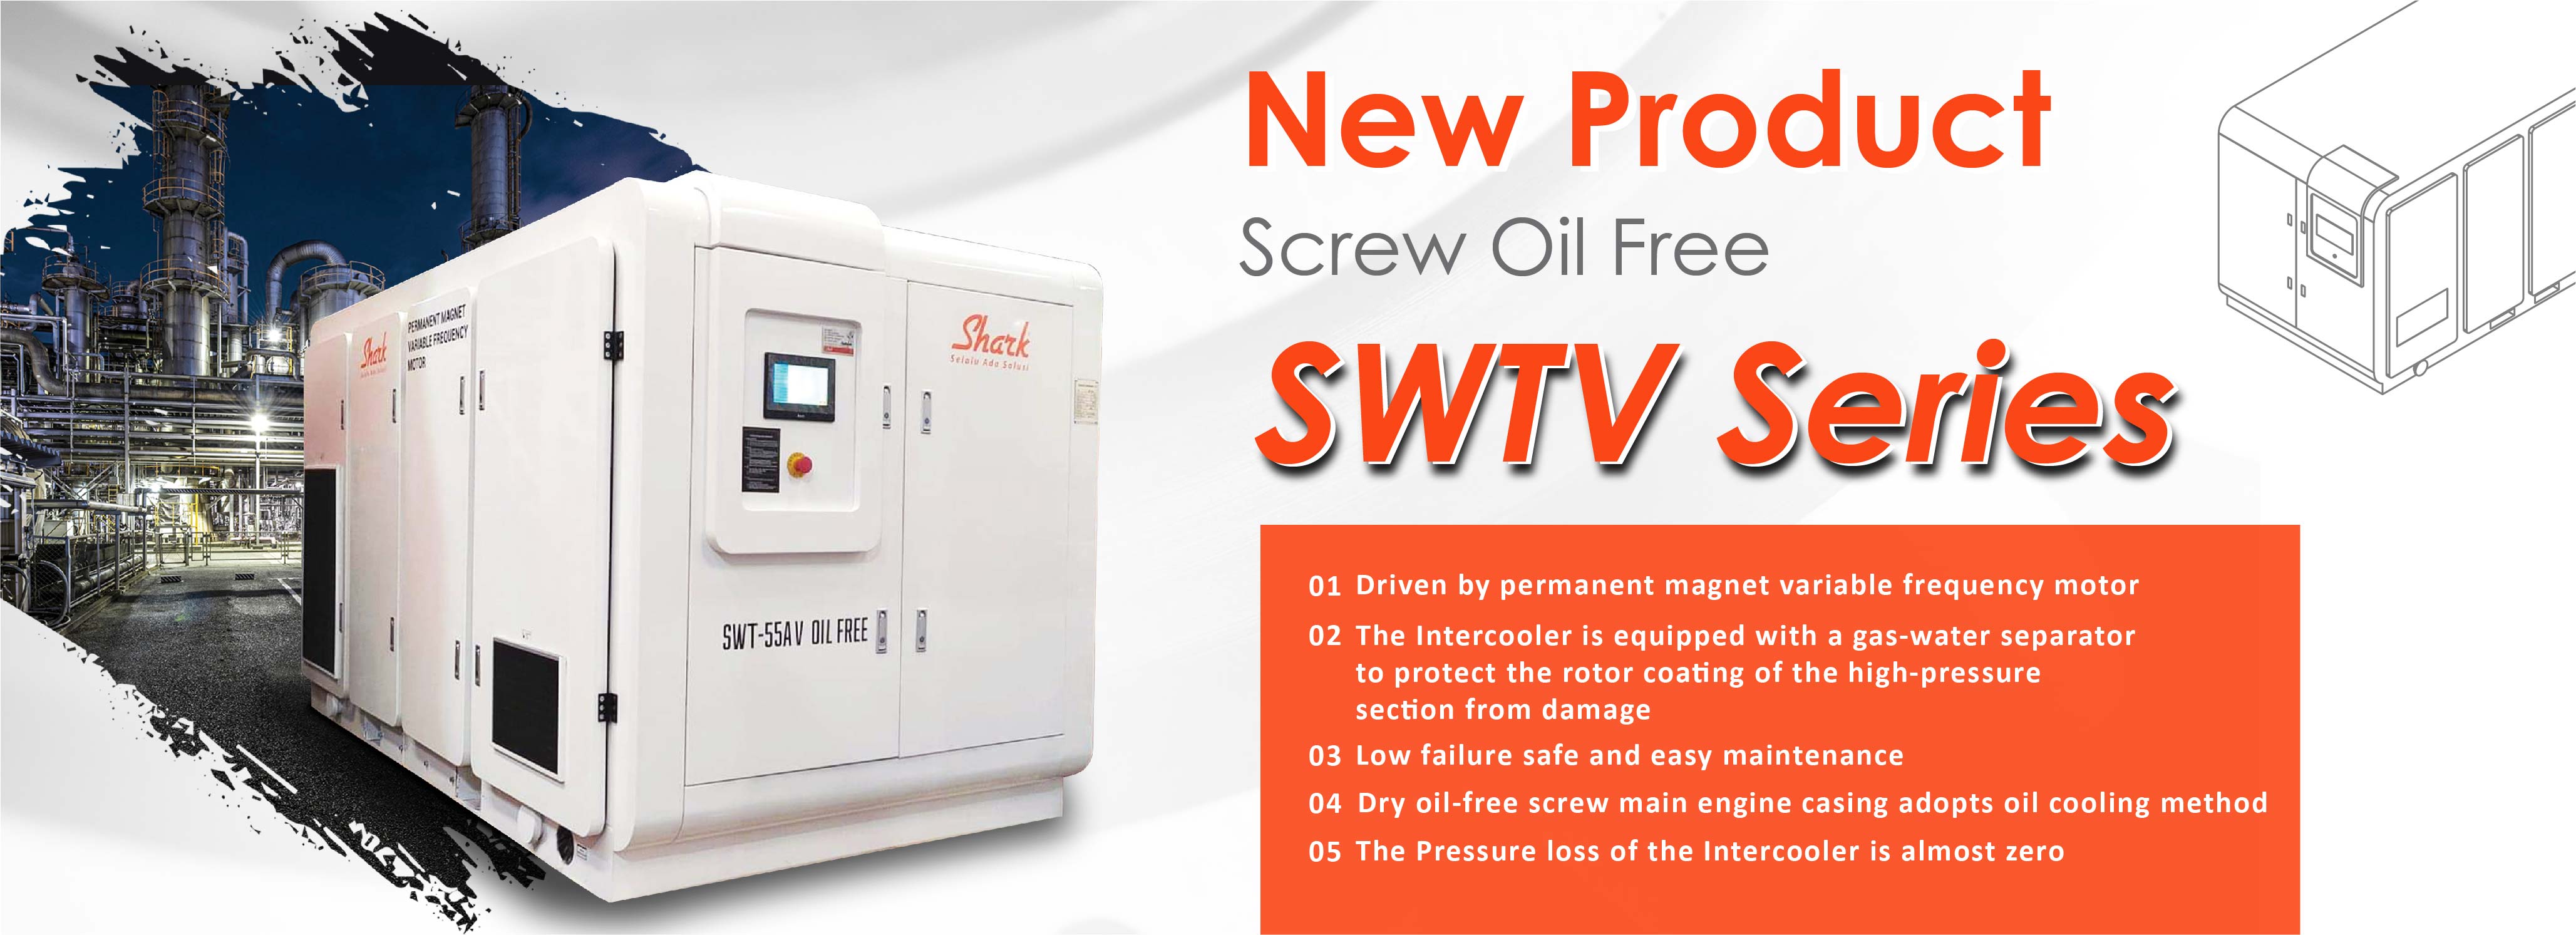 New Product
Screw Oil Free
SWTV Series
01 Driven by permanent magnet variable frequency motor
02 The Intercooler is equipped with a gas-water separator
to protect the rotor coating of the high-pressure
section from damage
03 Low failure safe and easy maintenance
04 Dry oil-free screw main engine casing adopts oil cooling method
05 The Pressure loss of the Intercooler is almost zero
Shark
Selalu Ada Solusi
PERMANENT MAGNET
VARIABLE FREQUENCY
MOTOR
Shark
Selalu Ada Solusi
SWT-55AV OIL FREE